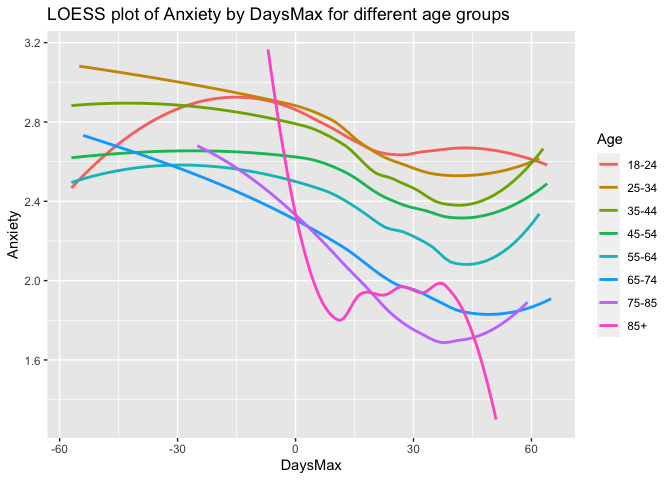 LOESS plot of Anxiety by DaysMax for different age groups
3.2
2.8
2.4
2.0
1.6
Anxiety
-60 -30 0 30 60
DaysMax
Age
18-24
25-34
35-44
45-54
55-64
65-74
75-85
85+